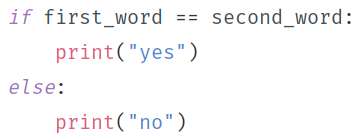 if first_word == second_word:
    print("yes")
else:
    print("no")